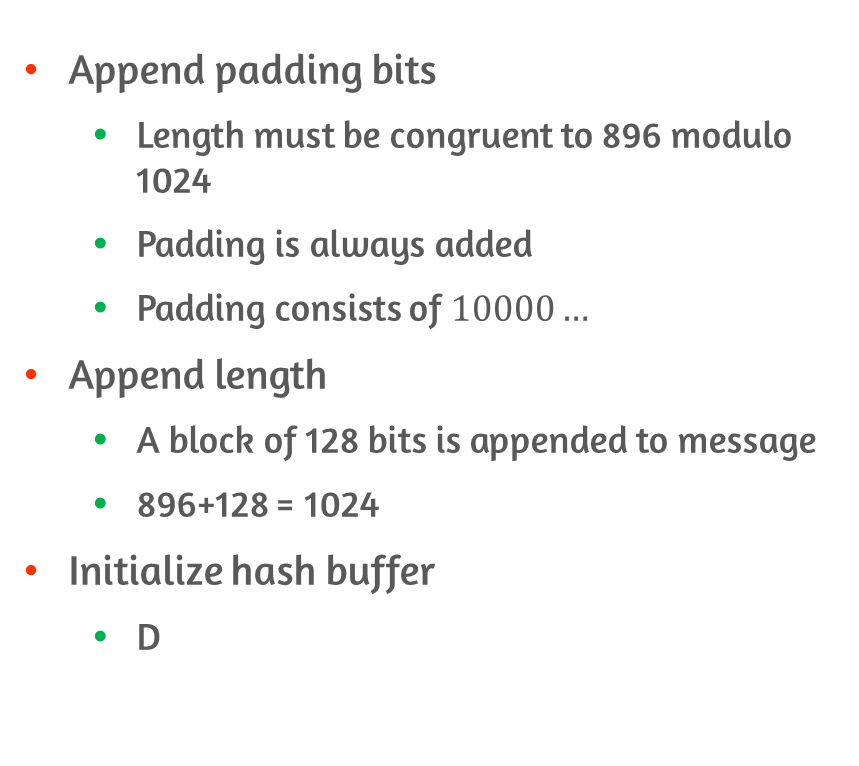 • Append padding bits
• Length must be congruent to 896 modulo
1024
• Padding is always added
• Padding consists of 10000 ...
• Append length
• A block of 128 bits is appended to message
• 896+128 = 1024
• Initialize hash buffer
• D